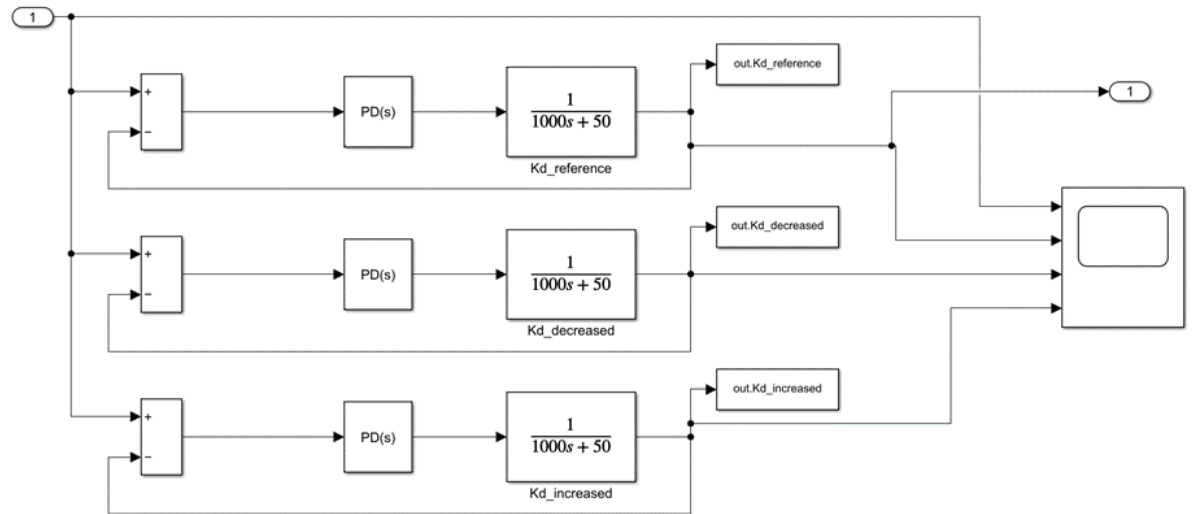 1
out.Kd_reference
+
−
PD(s)
1
1000s + 50
Kd_reference
1
out.Kd_decreased
+
−
PD(s)
1
1000s + 50
Kd_decreased
out.Kd_increased
+
−
PD(s)
1
1000s + 50
Kd_increased